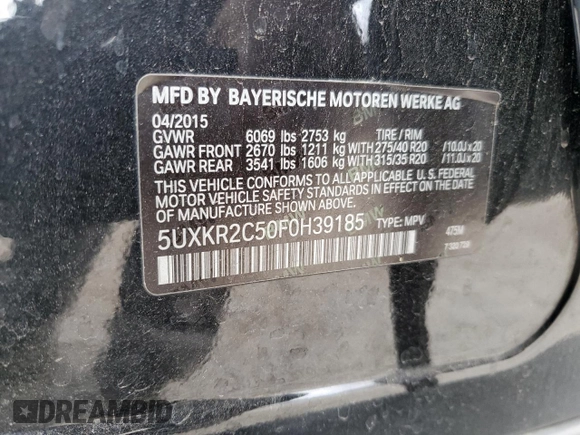 MFD BY BAYERISCHE MOTOREN WERKE AG
04/2015
GVWR 6069 lbs 2753 kg TIRE / RIM
GAWR FRONT 2670 lbs 1211 kg WITH 275/40 R20 /10.0J x 20
GAWR REAR 3541 lbs 1606 kg WITH 315/35 R20 /11.0J x 20
THIS VEHICLE CONFORMS TO ALL APPLICABLE U. S. FEDERAL
MOTOR VEHICLE SAFETY STANDARDS IN EFFECT ON THE DATE
OF MANUFACTURE SHOWN ABOVE.
5UXKR2C50F0H39185 TYPE: MPV 475M
DREAMBID